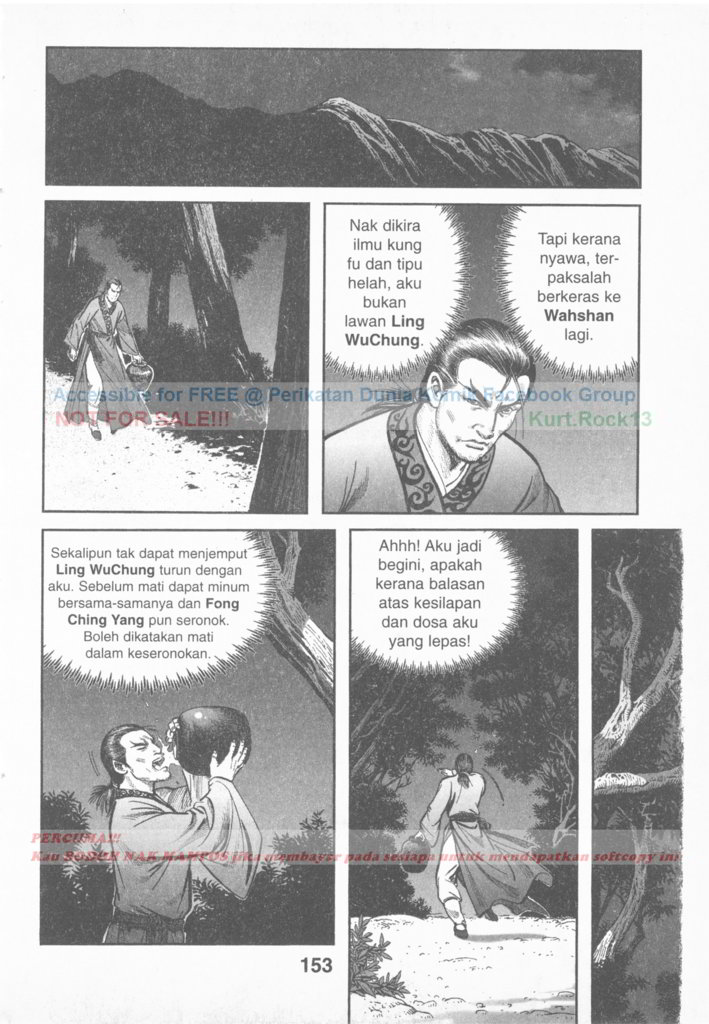 Nak dikira
ilmu kung
fu dan tipu
helah, aku
bukan
lawan Ling
WuChung.
Tapi kerana
nyawa, ter-
paksalah
berkeras ke
Wahshan
lagi.
Accessible for FREE @ Perikatan Dunia Komik Facebook Group
NOT FOR SALE!!!
Kurt.Rock13
Sekalipun tak dapat menjemput
Ling WuChung turun dengan
aku. Sebelum mati dapat minum
bersama-samanya dan Fong
Ching Yang pun seronok.
Boleh dikatakan mati
dalam keseronokan.
Ahhh! Aku jadi
begini, apakah
kerana balasan
atas kesilapan
dan dosa aku
yang lepas!
PERCUMA!!!
Kau BODOH NAK MAMPOS jika membayar pada sesiapa untuk mendapatkan softcopy ini
153